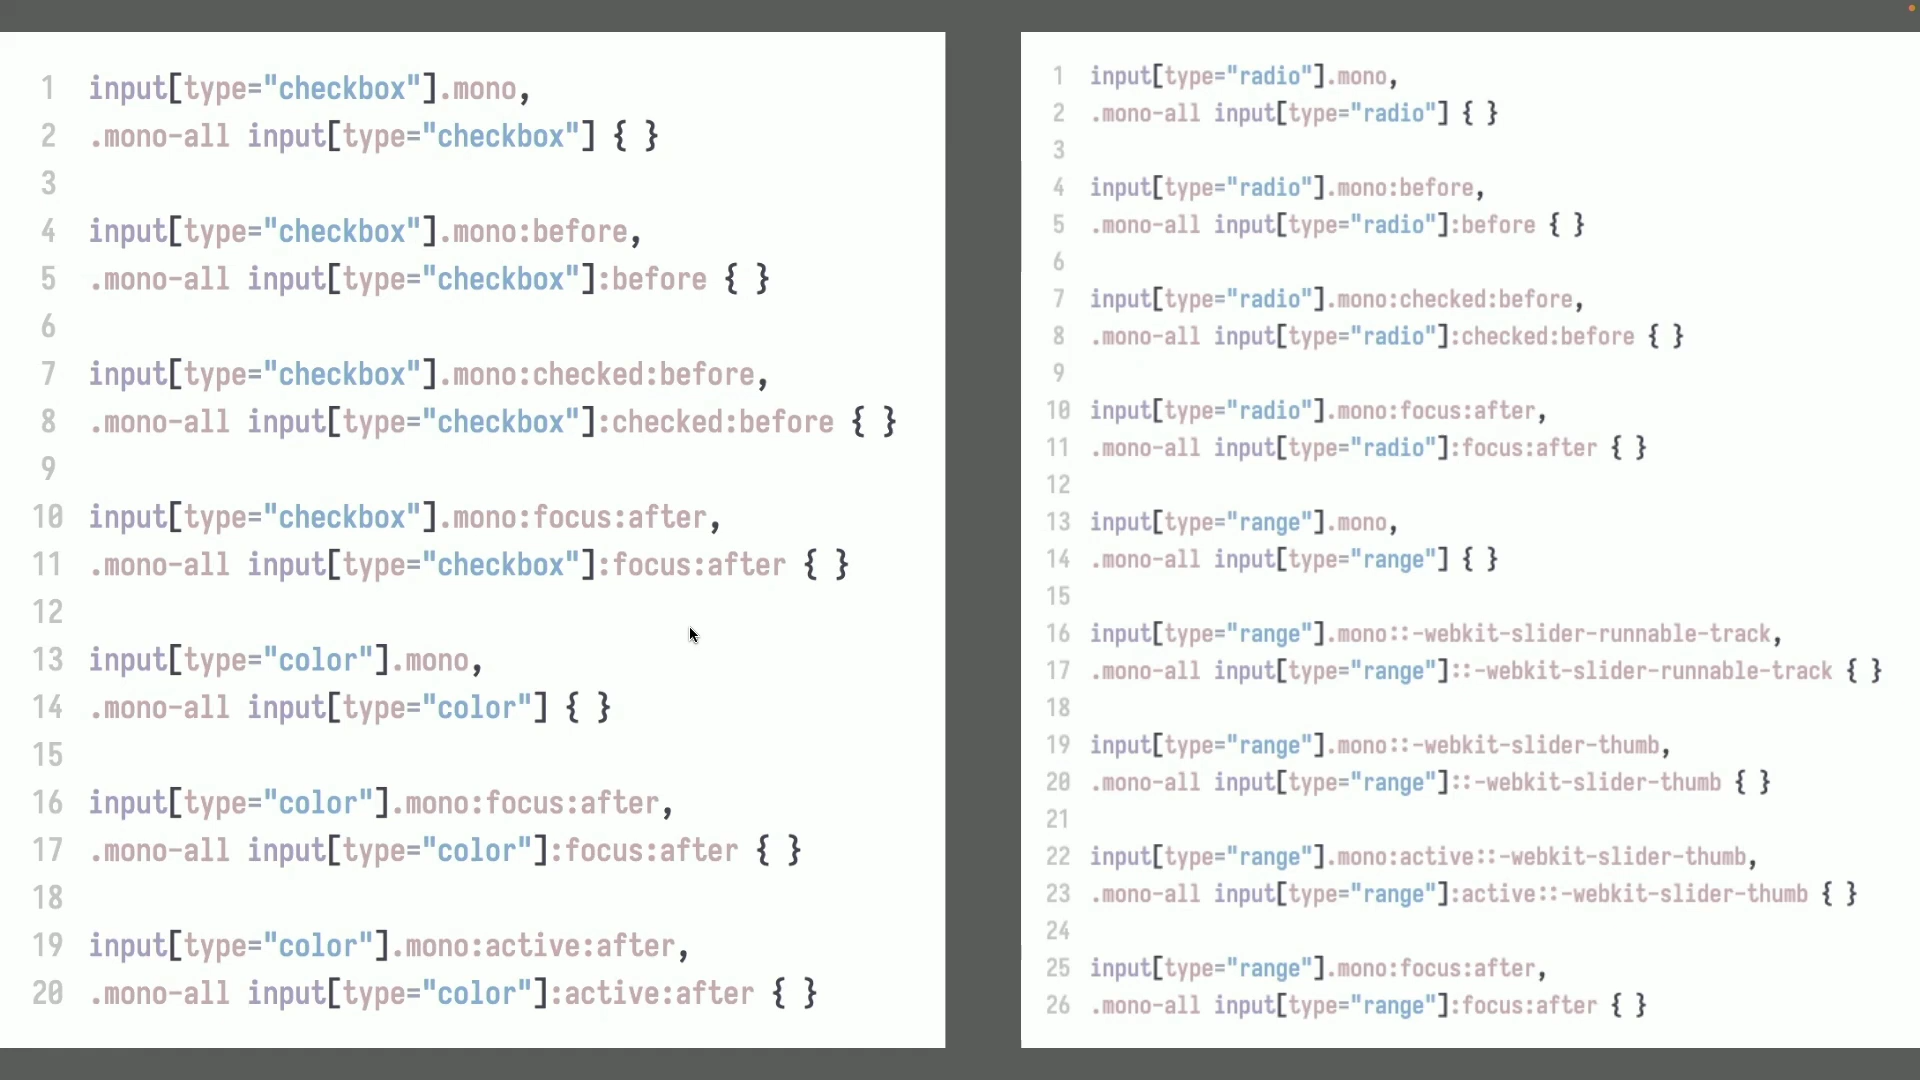 1 input[type="checkbox"].mono,
2 .mono-all input[type="checkbox"] { }
3
4 input[type="checkbox"].mono:before,
5 .mono-all input[type="checkbox"]:before { }
6
7 input[type="checkbox"].mono:checked:before,
8 .mono-all input[type="checkbox"]:checked:before { }
9
10 input[type="checkbox"].mono:focus:after,
11 .mono-all input[type="checkbox"]:focus:after { }
12
13 input[type="color"].mono,
14 .mono-all input[type="color"] { }
15
16 input[type="color"].mono:focus:after,
17 .mono-all input[type="color"]:focus:after { }
18
19 input[type="color"].mono:active:after,
20 .mono-all input[type="color"]:active:after { }
1 input[type="radio"].mono,
2 .mono-all input[type="radio"] { }
3
4 input[type="radio"].mono:before,
5 .mono-all input[type="radio"]:before { }
6
7 input[type="radio"].mono:checked:before,
8 .mono-all input[type="radio"]:checked:before { }
9
10 input[type="radio"].mono:focus:after,
11 .mono-all input[type="radio"]:focus:after { }
12
13 input[type="range"].mono,
14 .mono-all input[type="range"] { }
15
16 input[type="range"].mono::-webkit-slider-runnable-track,
17 .mono-all input[type="range"]::-webkit-slider-runnable-track { }
18
19 input[type="range"].mono::-webkit-slider-thumb,
20 .mono-all input[type="range"]::-webkit-slider-thumb { }
21
22 input[type="range"].mono:active::-webkit-slider-thumb,
23 .mono-all input[type="range"]:active::-webkit-slider-thumb { }
24
25 input[type="range"].mono:focus:after,
26 .mono-all input[type="range"]:focus:after { }